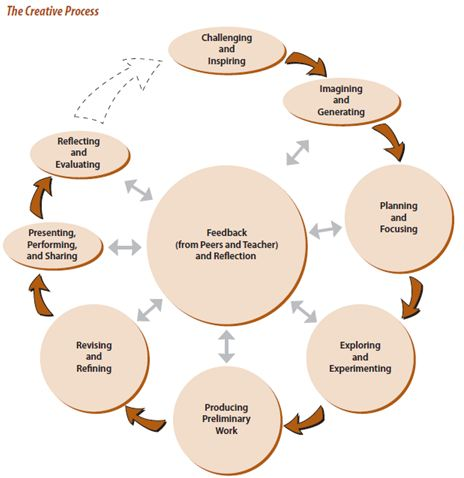 The Creative Process
Challenging
and
Inspiring
Imagining
and
Generating
Planning
and
Focusing
Exploring
and
Experimenting
Producing
Preliminary
Work
Revising
and
Refining
Presenting,
Performing,
and Sharing
Reflecting
and
Evaluating
Feedback
(from Peers and Teacher)
and Reflection